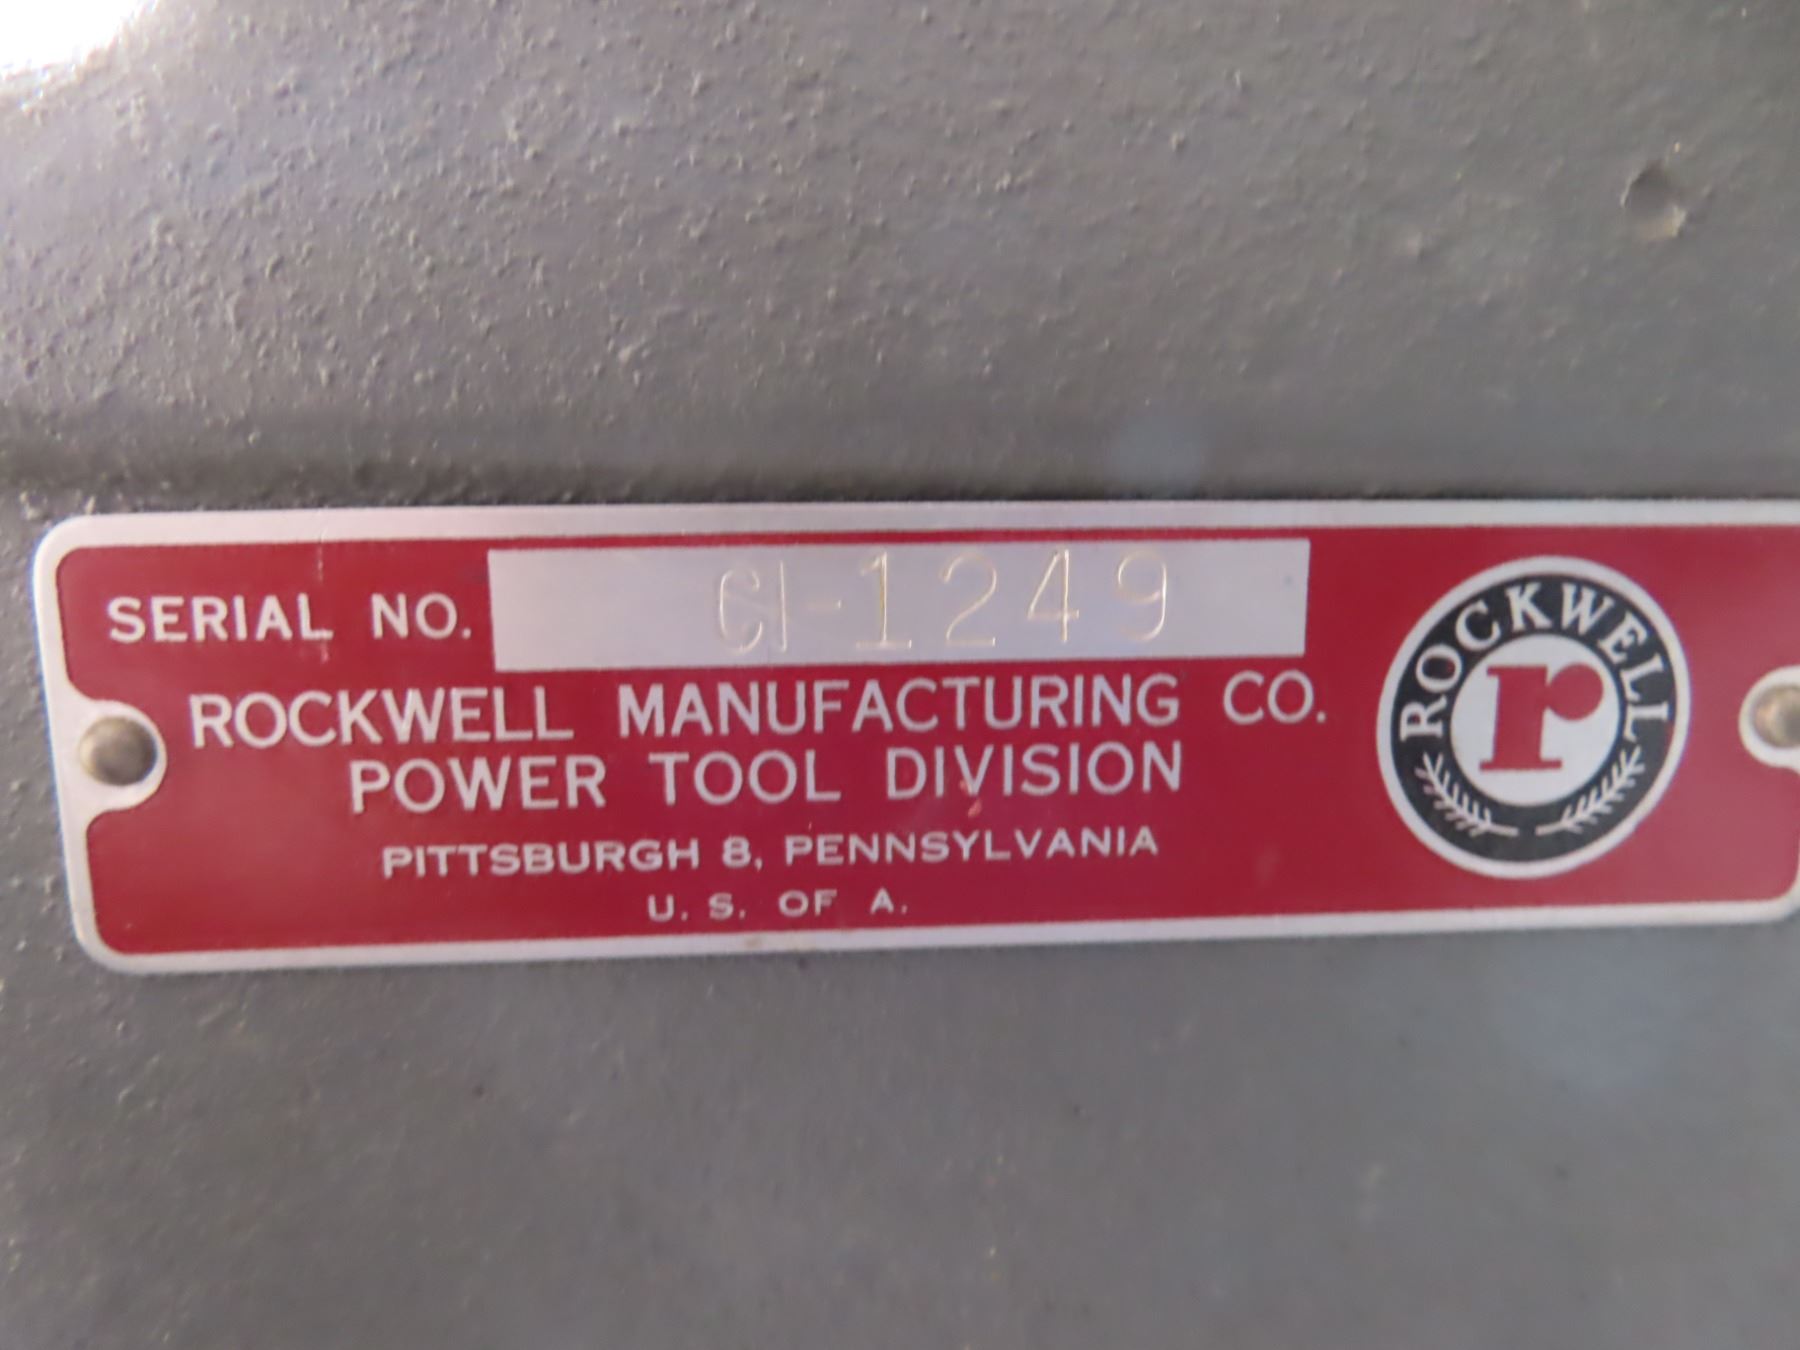 SERIAL NO. CI-1249
ROCKWELL MANUFACTURING CO.
POWER TOOL DIVISION
PITTSBURGH 8, PENNSYLVANIA
U. S. OF A.
ROCKWELL
r